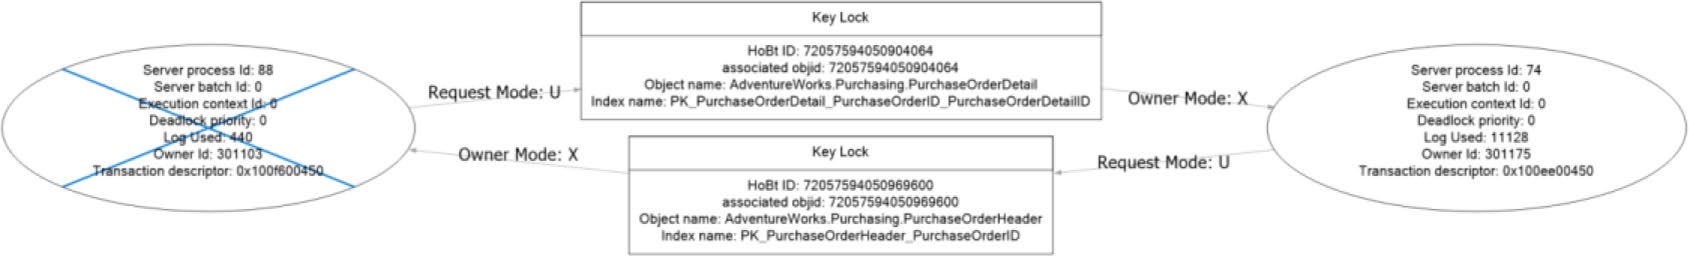 Server process Id: 88
Server batch Id: 0
Execution context Id: 0
Deadlock priority: 0
Log Used: 440
Owner Id: 301103
Transaction descriptor: 0x100f600450
Request Mode: U
Owner Mode: X
Key Lock
HoBt ID: 72057594050904064
associated objid: 72057594050904064
Object name: AdventureWorks.Purchasing.PurchaseOrderDetail
Index name: PK_PurchaseOrderDetail_PurchaseOrderID_PurchaseOrderDetailID
Key Lock
HoBt ID: 72057594050969600
associated objid: 72057594050969600
Object name: AdventureWorks.Purchasing.PurchaseOrderHeader
Index name: PK_PurchaseOrderHeader_PurchaseOrderID
Owner Mode: X
Request Mode: U
Server process Id: 74
Server batch Id: 0
Execution context Id: 0
Deadlock priority: 0
Log Used: 11128
Owner Id: 301175
Transaction descriptor: 0x100ee00450